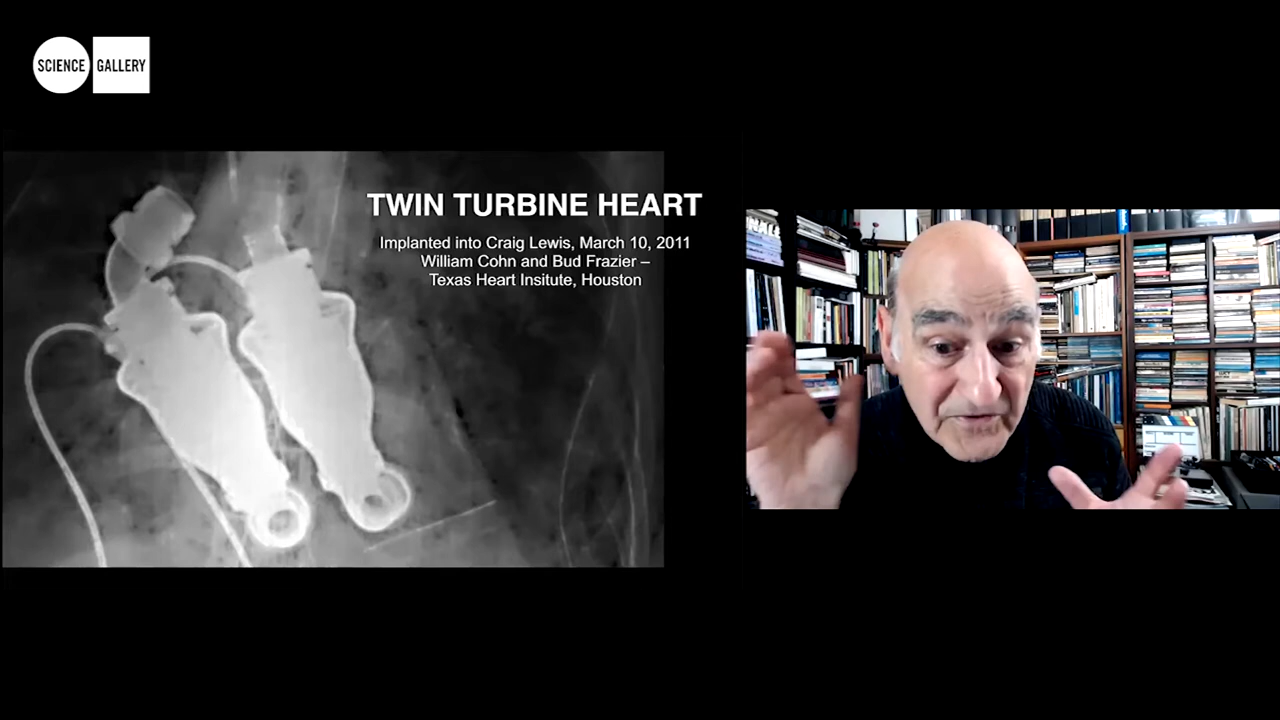 SCIENCE GALLERY
TWIN TURBINE HEART
Implanted into Craig Lewis, March 10, 2011
William Cohn and Bud Frazier –
Texas Heart Insitute, Houston